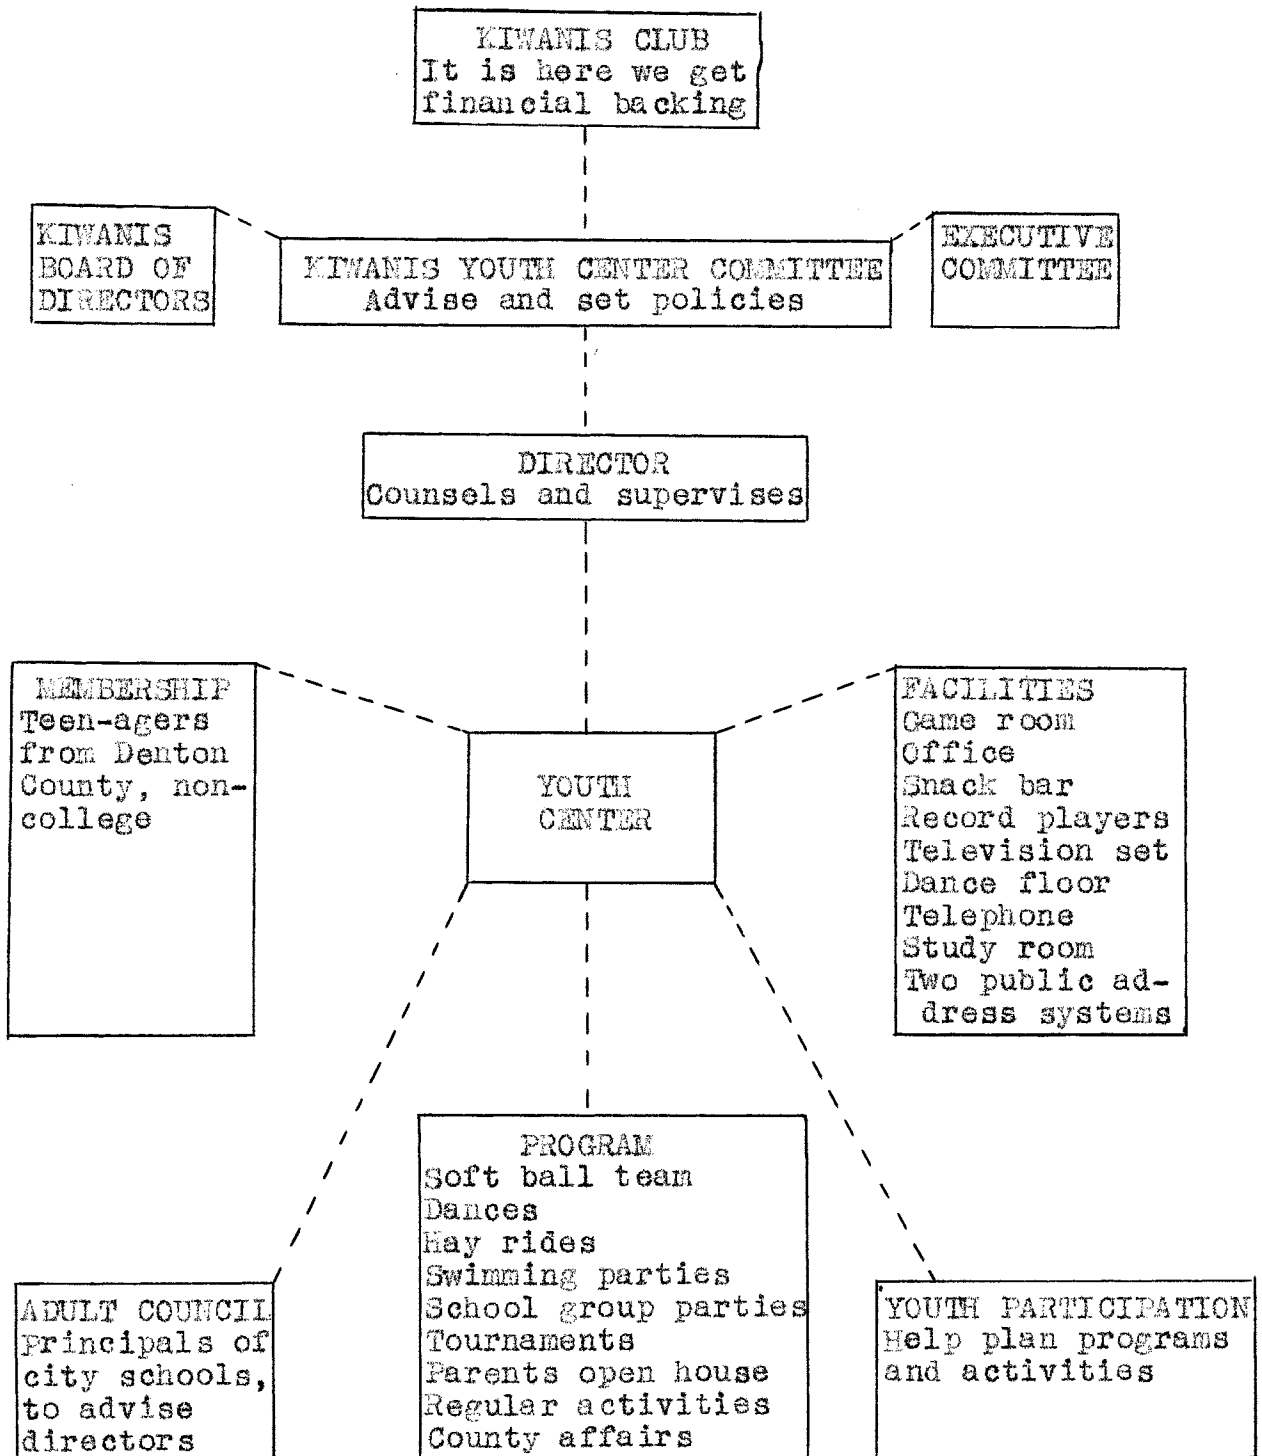 KIWANIS CLUB
It is here we get
financial backing
KIWANIS
BOARD OF
DIRECTORS
KIWANIS YOUTH CENTER COMMITTEE
Advise and set policies
EXECUTIVE
COMMITTEE
DIRECTOR
Counsels and supervises
MEMBERSHIP
Teen-agers
from Denton
County, non-
college
YOUTH
CENTER
FACILITIES
Game room
Office
Snack bar
Record players
Television set
Dance floor
Telephone
Study room
Two public ad-
dress systems
ADULT COUNCIL
Principals of
city schools,
to advise
directors
PROGRAM
Soft ball team
Dances
Hay rides
Swimming parties
School group parties
Tournaments
Parents open house
Regular activities
County affairs
YOUTH PARTICIPATION
Help plan programs
and activities